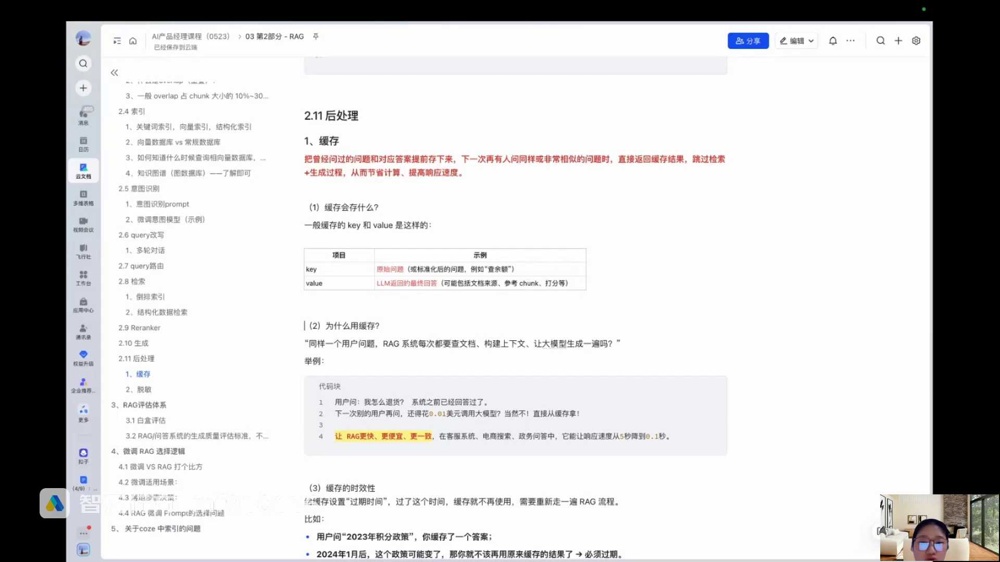 AI产品经理课程（0523） > 03 第2部分 - RAG
已经保存到云端
分享
编辑
499
消息
日历
云文档
多维表格
视频会议
飞行社
工作台
应用中心
通讯录
权益升级
企业推荐...
更多
扣子
(4/9) : ...
3、一般 overlap 占 chunk 大小的 10%~30...
2.4 索引
1、关键词索引，向量索引，结构化索引
2、向量数据库 vs 常规数据库
3、如何知道什么时候查询相向量数据库，...
4、知识图谱（图数据库）——了解即可
2.5 意图识别
1、意图识别prompt
2、微调意图模型（示例）
2.6 query改写
1、多轮对话
2.7 query路由
2.8 检索
1、倒排索引
2、结构化数据检索
2.9 Reranker
2.10 生成
2.11 后处理
1、缓存
2、脱敏
3、RAG评估体系
3.1 白盒评估
3.2 RAG/问答系统的生成质量评估标准，不...
4、微调 RAG 选择逻辑
4.1 微调 VS RAG 打个比方
4.2 微调适用场景：
4.4 RAG 微调 Prompt的选择问题
5、 关于coze 中索引的问题
2.11 后处理
1、缓存
把曾经问过的问题和对应答案提前存下来，下一次再有人问同样或非常相似的问题时，直接返回缓存结果，跳过检索
+生成过程，从而节省计算、提高响应速度。
（1）缓存会存什么？
一般缓存的 key 和 value 是这样的：
项目 示例
key 原始问题（或标准化后的问题，例如“查余额”）
value LLM返回的最终回答（可能包括文档来源、参考 chunk、打分等）
（2）为什么用缓存？
“同样一个用户问题，RAG 系统每次都要查文档、构建上下文、让大模型生成一遍吗？”
举例：
代码块
1 用户问：我怎么退货？ 系统之前已经回答过了。
2 下一次别的用户再问，还得花0.01美元调用大模型？当然不！直接从缓存拿！
3
4 让 RAG更快、更便宜、更一致，在客服系统、电商搜索、政务问答中，它能让响应速度从5秒降到0.1秒。
（3）缓存的时效性
给缓存设置“过期时间”，过了这个时间，缓存就不再使用，需要重新走一遍 RAG 流程。
比如：
• 用户问“2023年积分政策”，你缓存了一个答案；
• 2024年1月后，这个政策可能变了，那你就不该再用原来缓存的结果了 → 必须过期。